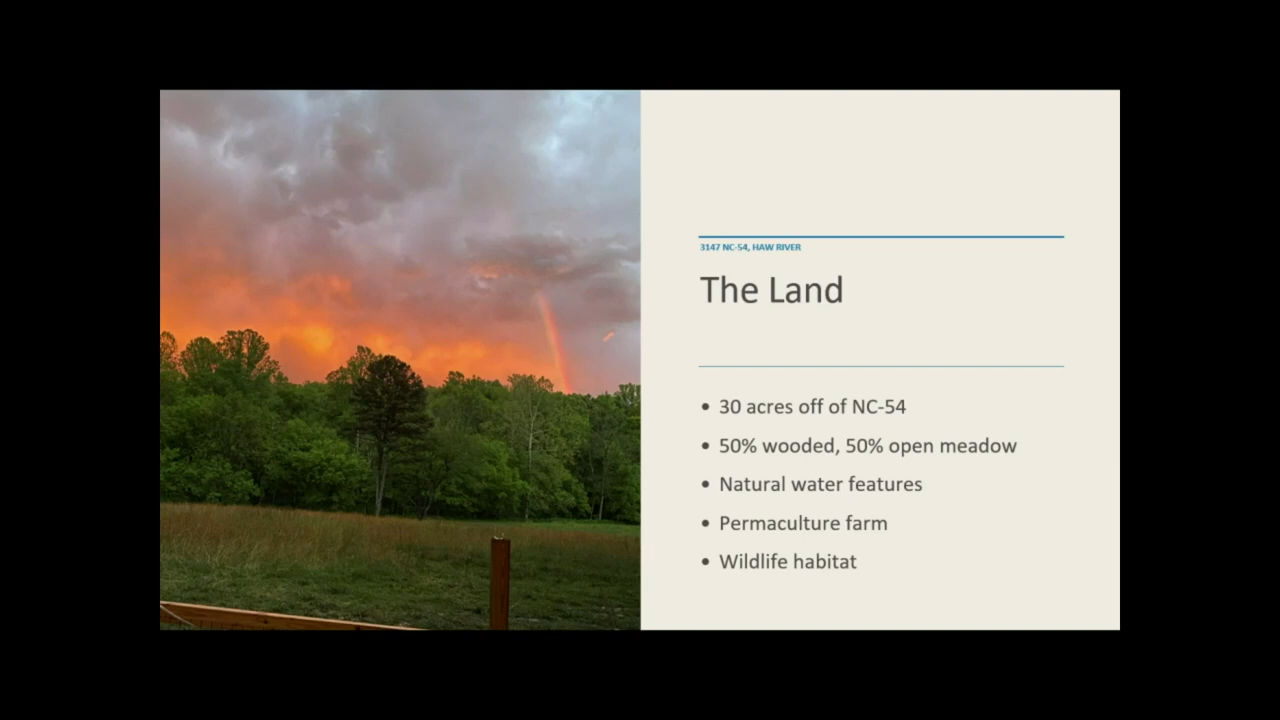 3147 NC-54, HAW RIVER
The Land
• 30 acres off of NC-54
• 50% wooded, 50% open meadow
• Natural water features
• Permaculture farm
• Wildlife habitat